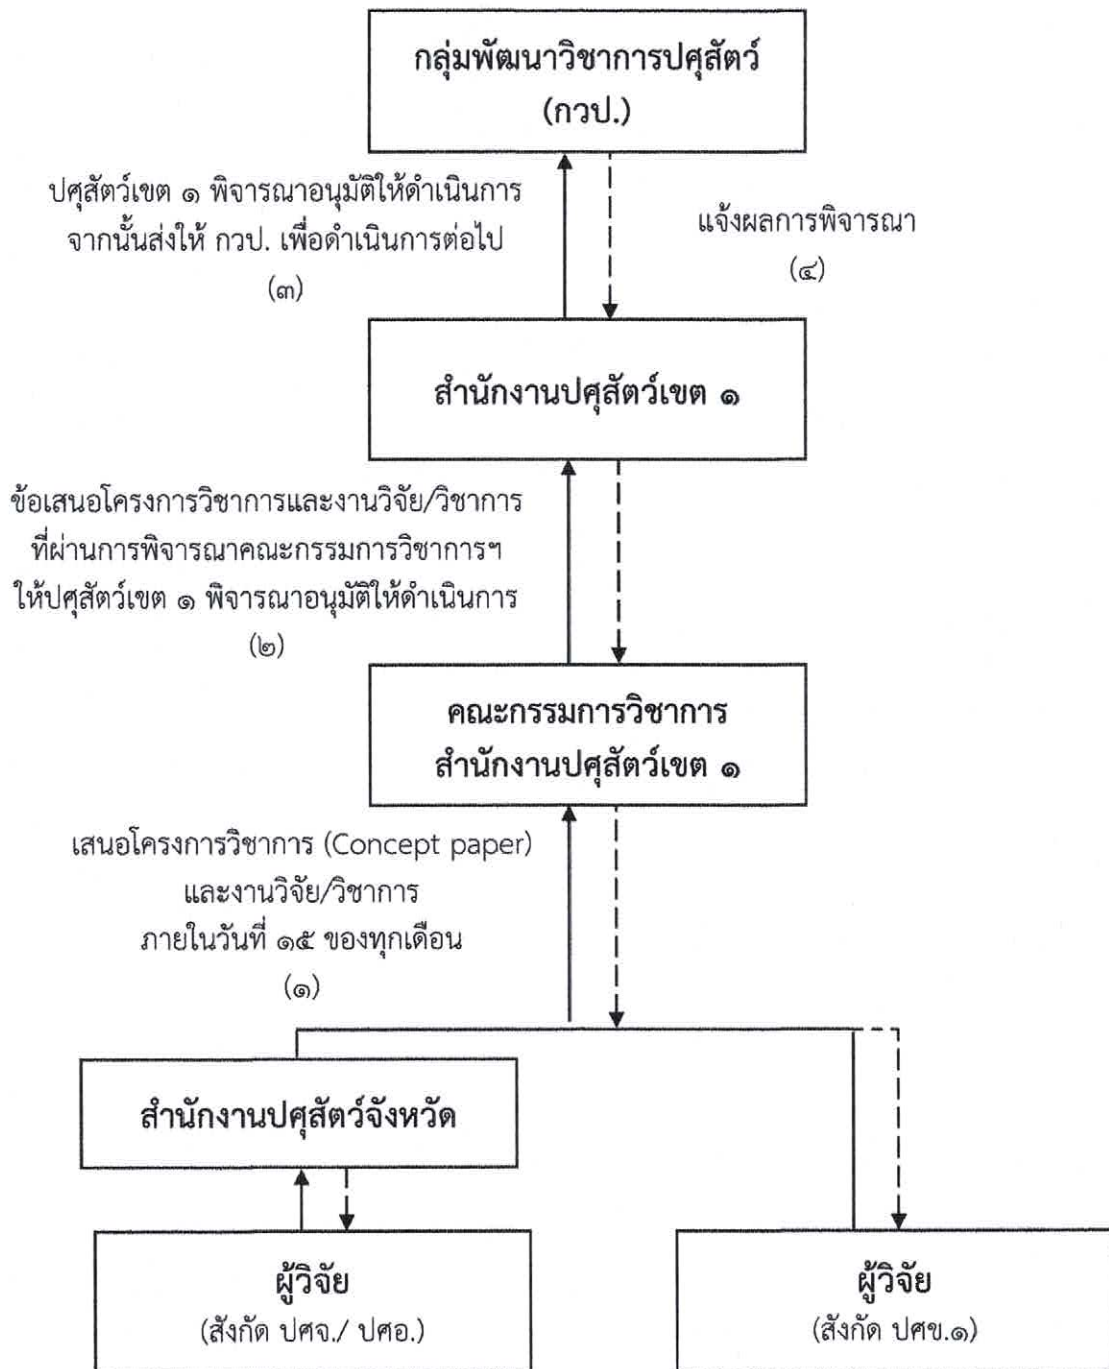 กลุ่มพัฒนาวิชาการปศุสัตว์
(กวป.)
ปศุสัตว์เขต ๑ พิจารณาอนุมัติให้ดำเนินการ
จากนั้นส่งให้ กวป. เพื่อดำเนินการต่อไป
(๓)
แจ้งผลการพิจารณา
(๔)
สำนักงานปศุสัตว์เขต ๑
ข้อเสนอโครงการวิชาการและงานวิจัย/วิชาการ
ที่ผ่านการพิจารณาคณะกรรมการวิชาการฯ
ให้ปศุสัตว์เขต ๑ พิจารณาอนุมัติให้ดำเนินการ
(๒)
คณะกรรมการวิชาการ
สำนักงานปศุสัตว์เขต ๑
เสนอโครงการวิชาการ (Concept paper)
และงานวิจัย/วิชาการ
ภายในวันที่ ๑๕ ของทุกเดือน
(๑)
สำนักงานปศุสัตว์จังหวัด
ผู้วิจัย
(สังกัด ปศจ./ ปศอ.)
ผู้วิจัย
(สังกัด ปศข.๑)